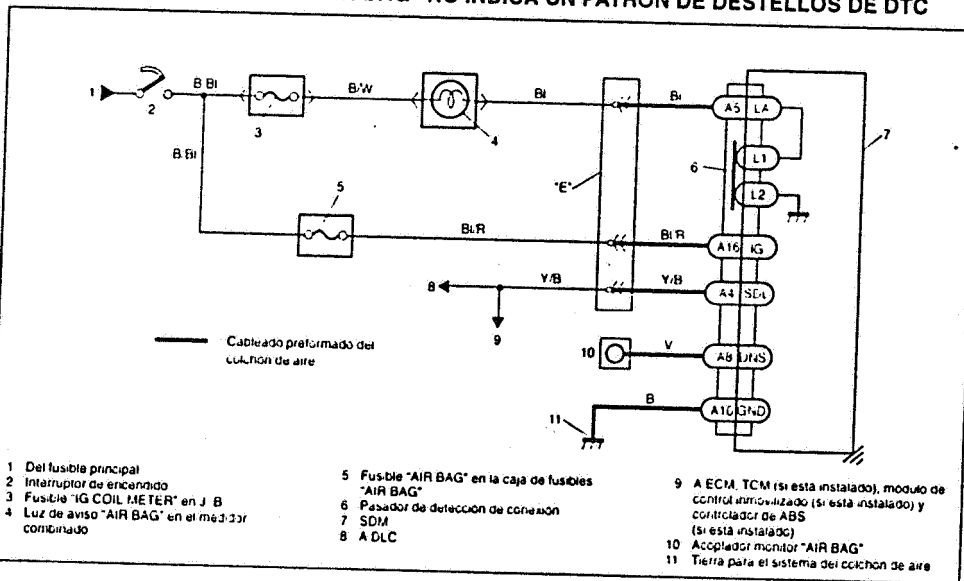 NO INDICA UN PATRON DE DESTELLOS DE DTC
1
2
B/Bl
3
B/W
4
Bl
Bl
A5 LA
L1
L2
6
7
B/Bl
5
Bl/R
"E"
Bl/R
A16 IG
8
Y/B
Y/B
A4 SDL
9
10
V
A8 DNS
B
A10 GND
11
Cableado preformado del
colchón de aire
1 Del fusible principal
2 Interruptor de encendido
3 Fusible "IG COIL METER" en J/B
4 Luz de aviso "AIR BAG" en el medidor
combinado
5 Fusible "AIR BAG" en la caja de fusibles
"AIR BAG"
6 Pasador de detección de conexión
7 SDM
8 A DLC
9 A ECM, TCM (si está instalado), módulo de
control inmovilizado (si está instalado) y
controlador de ABS
(si está instalado)
10 Acoplador monitor "AIR BAG"
11 Tierra para el sistema del colchón de aire